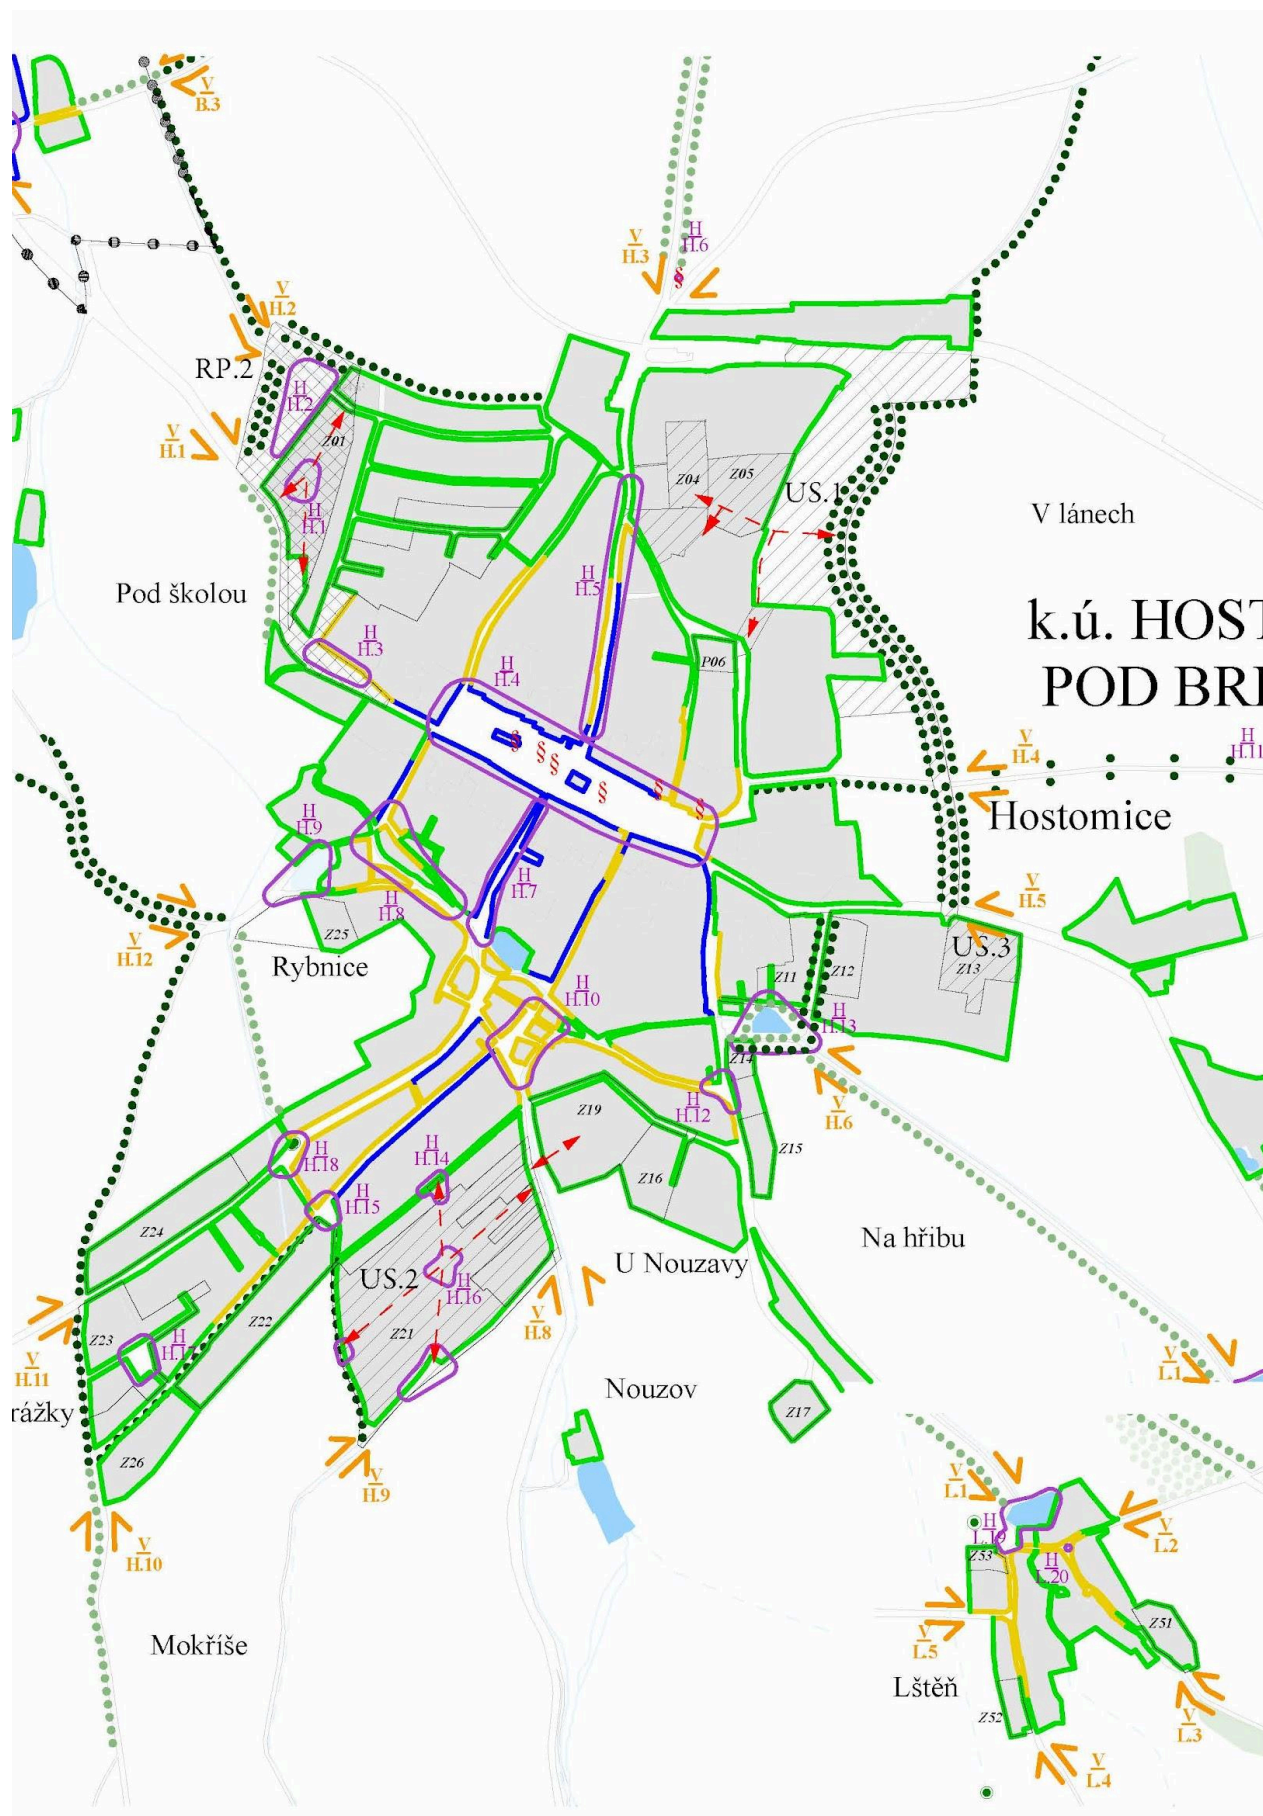 V
B.3
H
H.6
V
H.3
V
H.2
RP.2
H
H.2
Z01
V
H.1
Z04
Z05
US.1
H
H.1
V lánech
H
H.5
Pod školou
k.ú. HOST
POD BRD
H
H.3
P06
H
H.4
§
§
§
§
§
§
§
V
H.4
H
H.11
Hostomice
H
H.9
H
H.7
H
H.8
V
H.5
Z25
V
H.12
Rybnice
US.3
Z11
Z12
Z13
H
H.10
H
H.13
Z14
H
H.12
Z19
V
H.6
H
H.18
H
H.14
Z15
Z16
H
H.15
Z24
Na hřibu
U Nouzavy
US.2
H
H.16
Z22
Z21
Z23
H
H.17
V
H.8
V
H.11
V
L.1
Nouzov
rážky
Z17
Z26
V
H.9
V
L.1
V
H.10
H
L.19
V
L.2
Z53
H
L.20
Z51
Mokříše
V
L.5
Lštěň
Z52
V
L.3
V
L.4